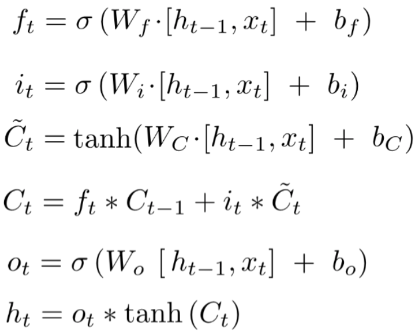 f_t = σ (W_f·[h_{t−1}, x_t] + b_f)
i_t = σ (W_i·[h_{t−1}, x_t] + b_i)
C̃_t = tanh(W_C·[h_{t−1}, x_t] + b_C)
C_t = f_t ∗ C_{t−1} + i_t ∗ C̃_t
o_t = σ (W_o [h_{t−1}, x_t] + b_o)
h_t = o_t ∗ tanh (C_t)